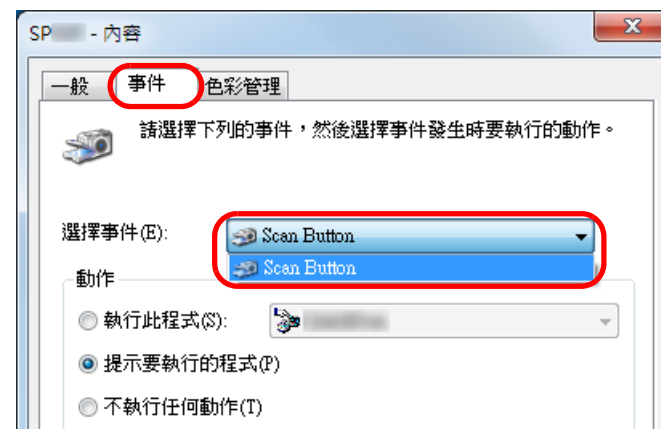 SP - 內容
一般 事件 色彩管理
請選擇下列的事件，然後選擇事件發生時要執行的動作。
選擇事件(E): Scan Button
Scan Button
動作
執行此程式(S):
提示要執行的程式(P)
不執行任何動作(T)